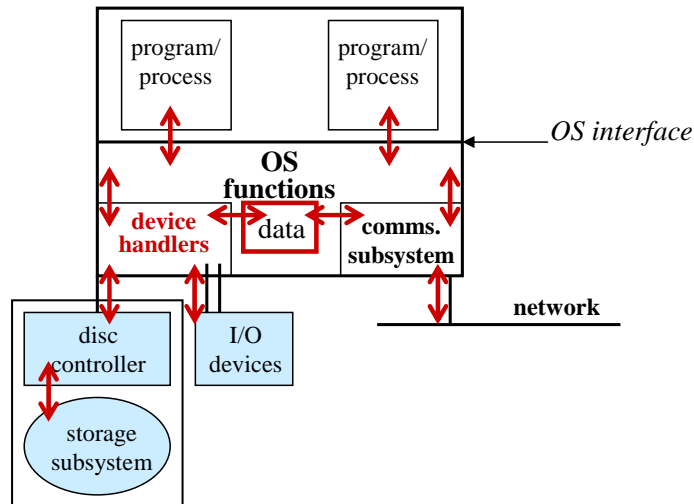 program/
process
program/
process
OS interface
OS
functions
device
handlers
data
comms.
subsystem
network
disc
controller
I/O
devices
storage
subsystem